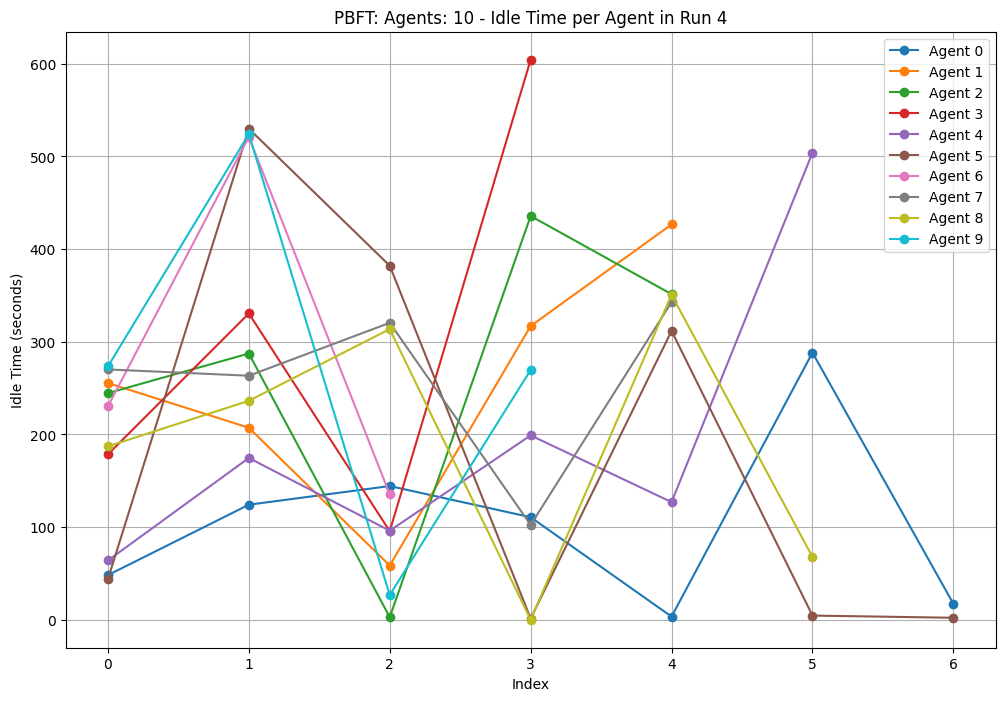 PBFT: Agents: 10 - Idle Time per Agent in Run 4
Agent 0
Agent 1
Agent 2
Agent 3
Agent 4
Agent 5
Agent 6
Agent 7
Agent 8
Agent 9
Idle Time (seconds)
600
500
400
300
200
100
0
0 1 2 3 4 5 6
Index